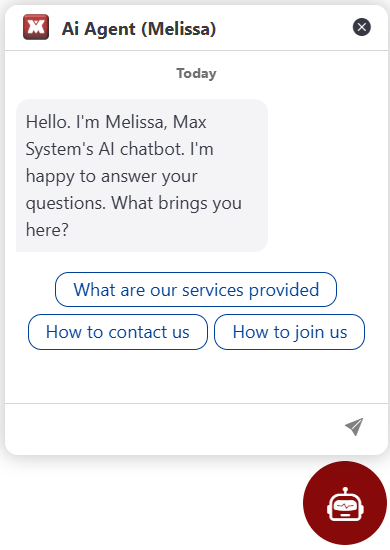 Ai Agent (Melissa)
Today
Hello. I'm Melissa, Max
System's AI chatbot. I'm
happy to answer your
questions. What brings you
here?
What are our services provided
How to contact us
How to join us